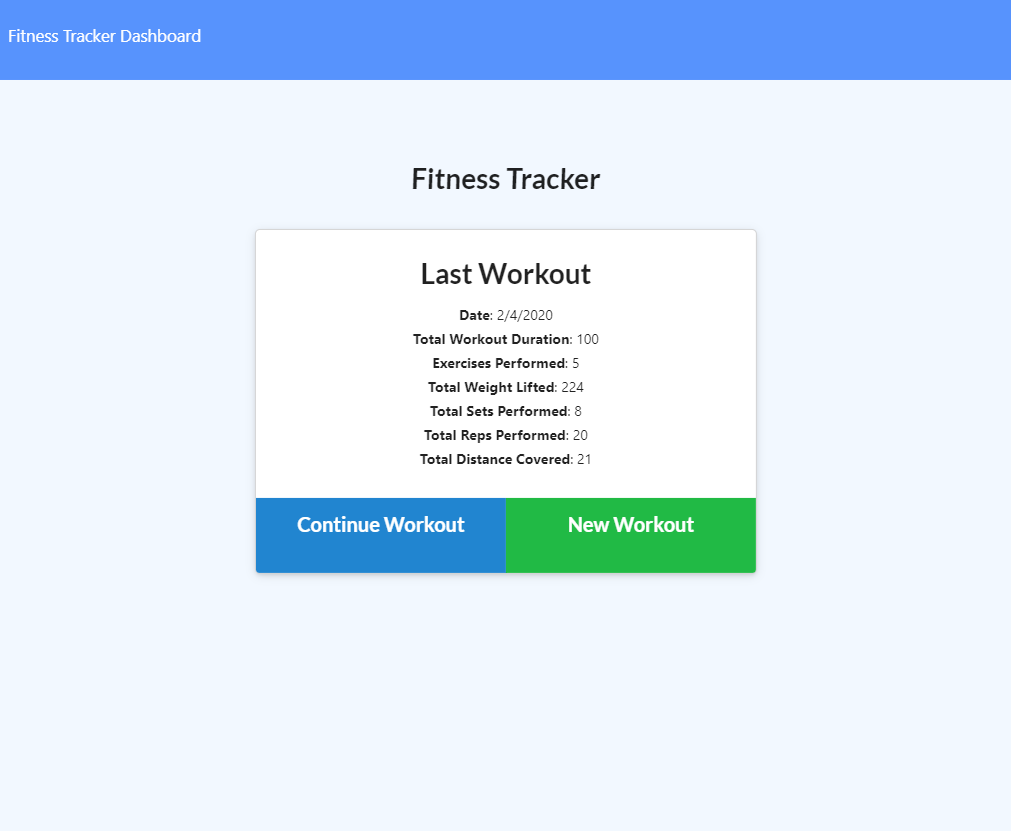 Fitness Tracker Dashboard
Fitness Tracker
Last Workout
Date: 2/4/2020
Total Workout Duration: 100
Exercises Performed: 5
Total Weight Lifted: 224
Total Sets Performed: 8
Total Reps Performed: 20
Total Distance Covered: 21
Continue Workout New Workout